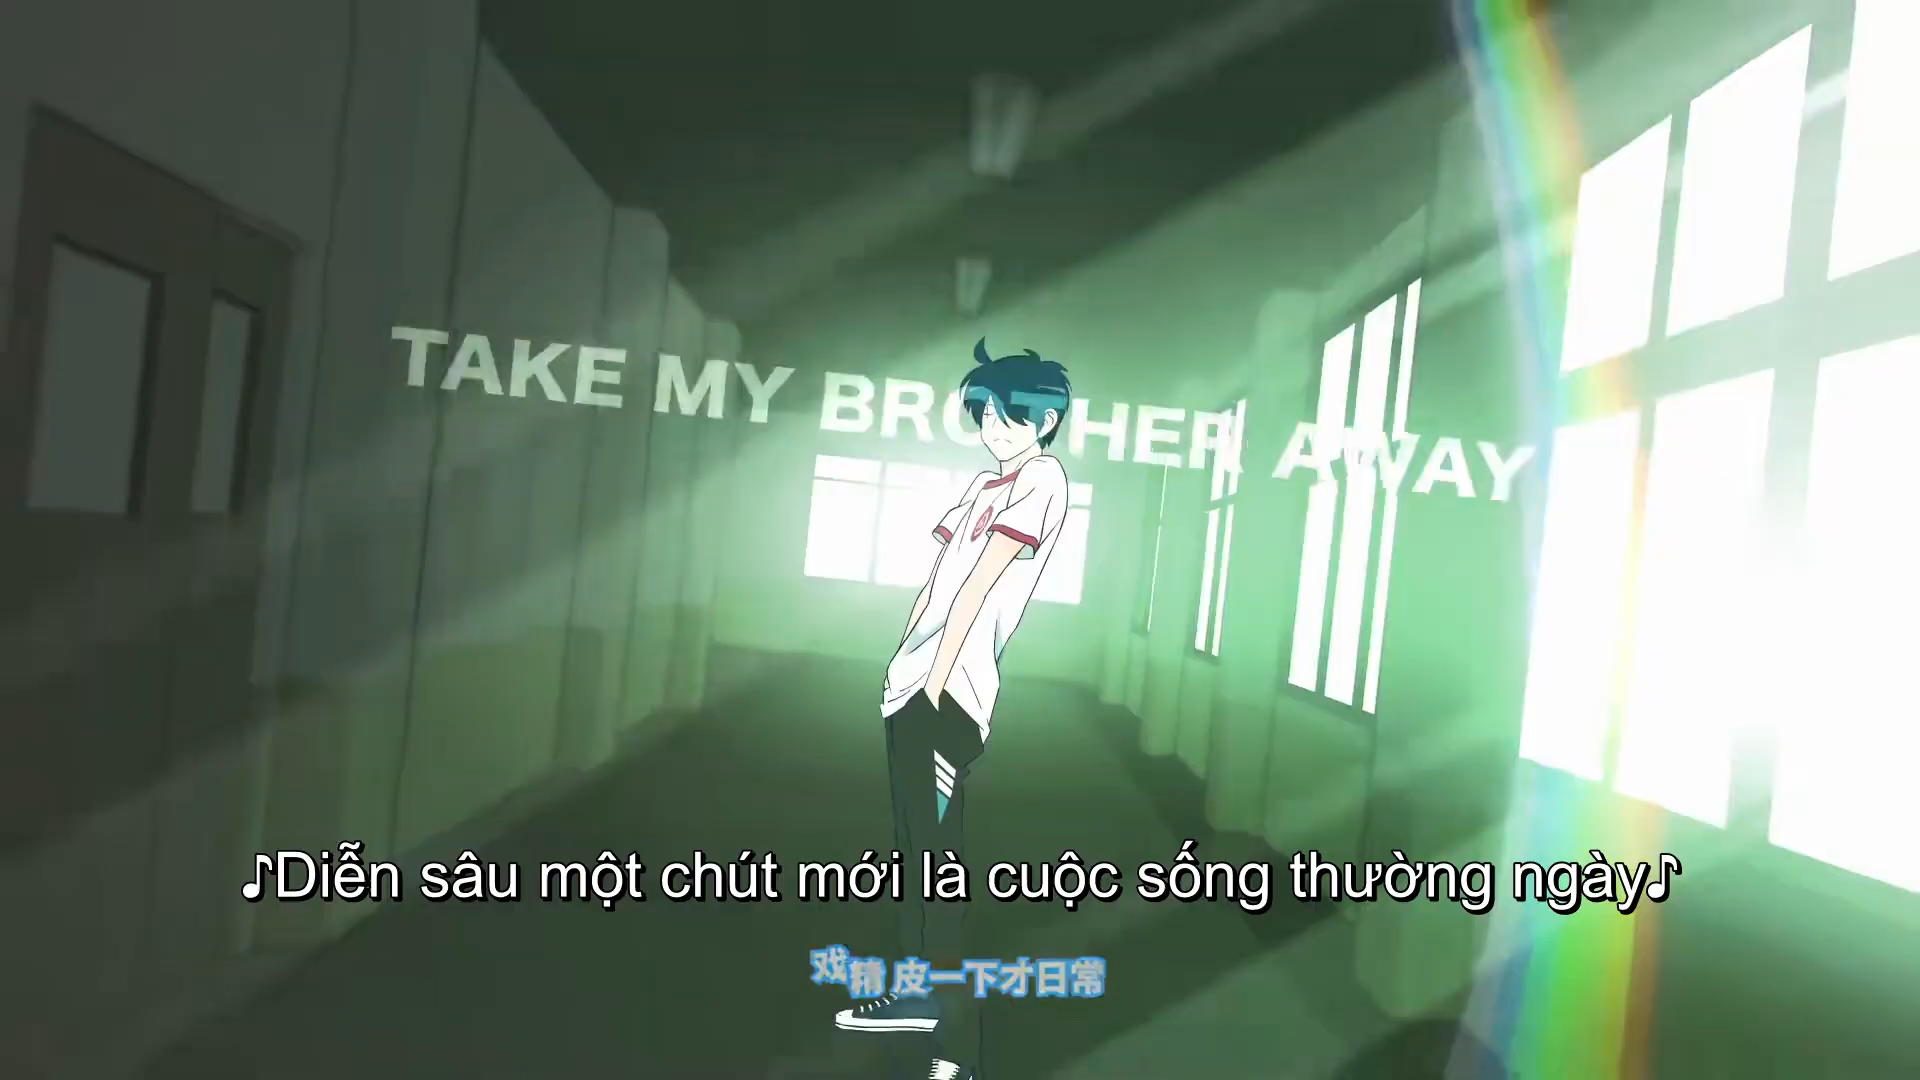 TAKE MY BROTHER AWAY
♪Diễn sâu một chút mới là cuộc sống thường ngày♪
戏精 皮一下才日常